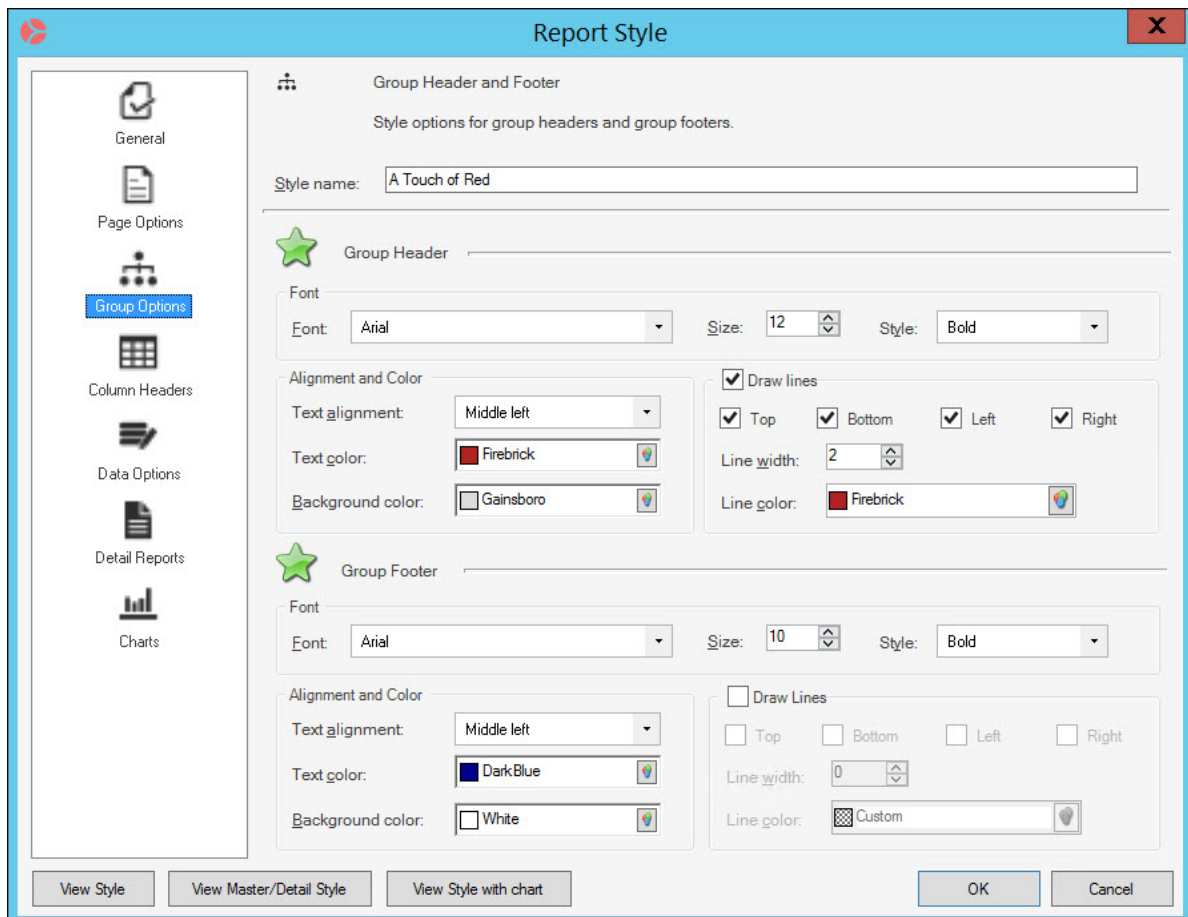 Report Style
X
General
Page Options
Group Options
Column Headers
Data Options
Detail Reports
Charts
Group Header and Footer
Style options for group headers and group footers.
Style name: A Touch of Red
Group Header
Font
Font: Arial Size: 12 Style: Bold
Alignment and Color Draw lines
Text alignment: Middle left Top Bottom Left Right
Text color: Firebrick Line width: 2
Background color: Gainsboro Line color: Firebrick
Group Footer
Font
Font: Arial Size: 10 Style: Bold
Alignment and Color Draw Lines
Text alignment: Middle left Top Bottom Left Right
Text color: DarkBlue Line width: 0
Background color: White Line color: Custom
View Style View Master/Detail Style View Style with chart OK Cancel